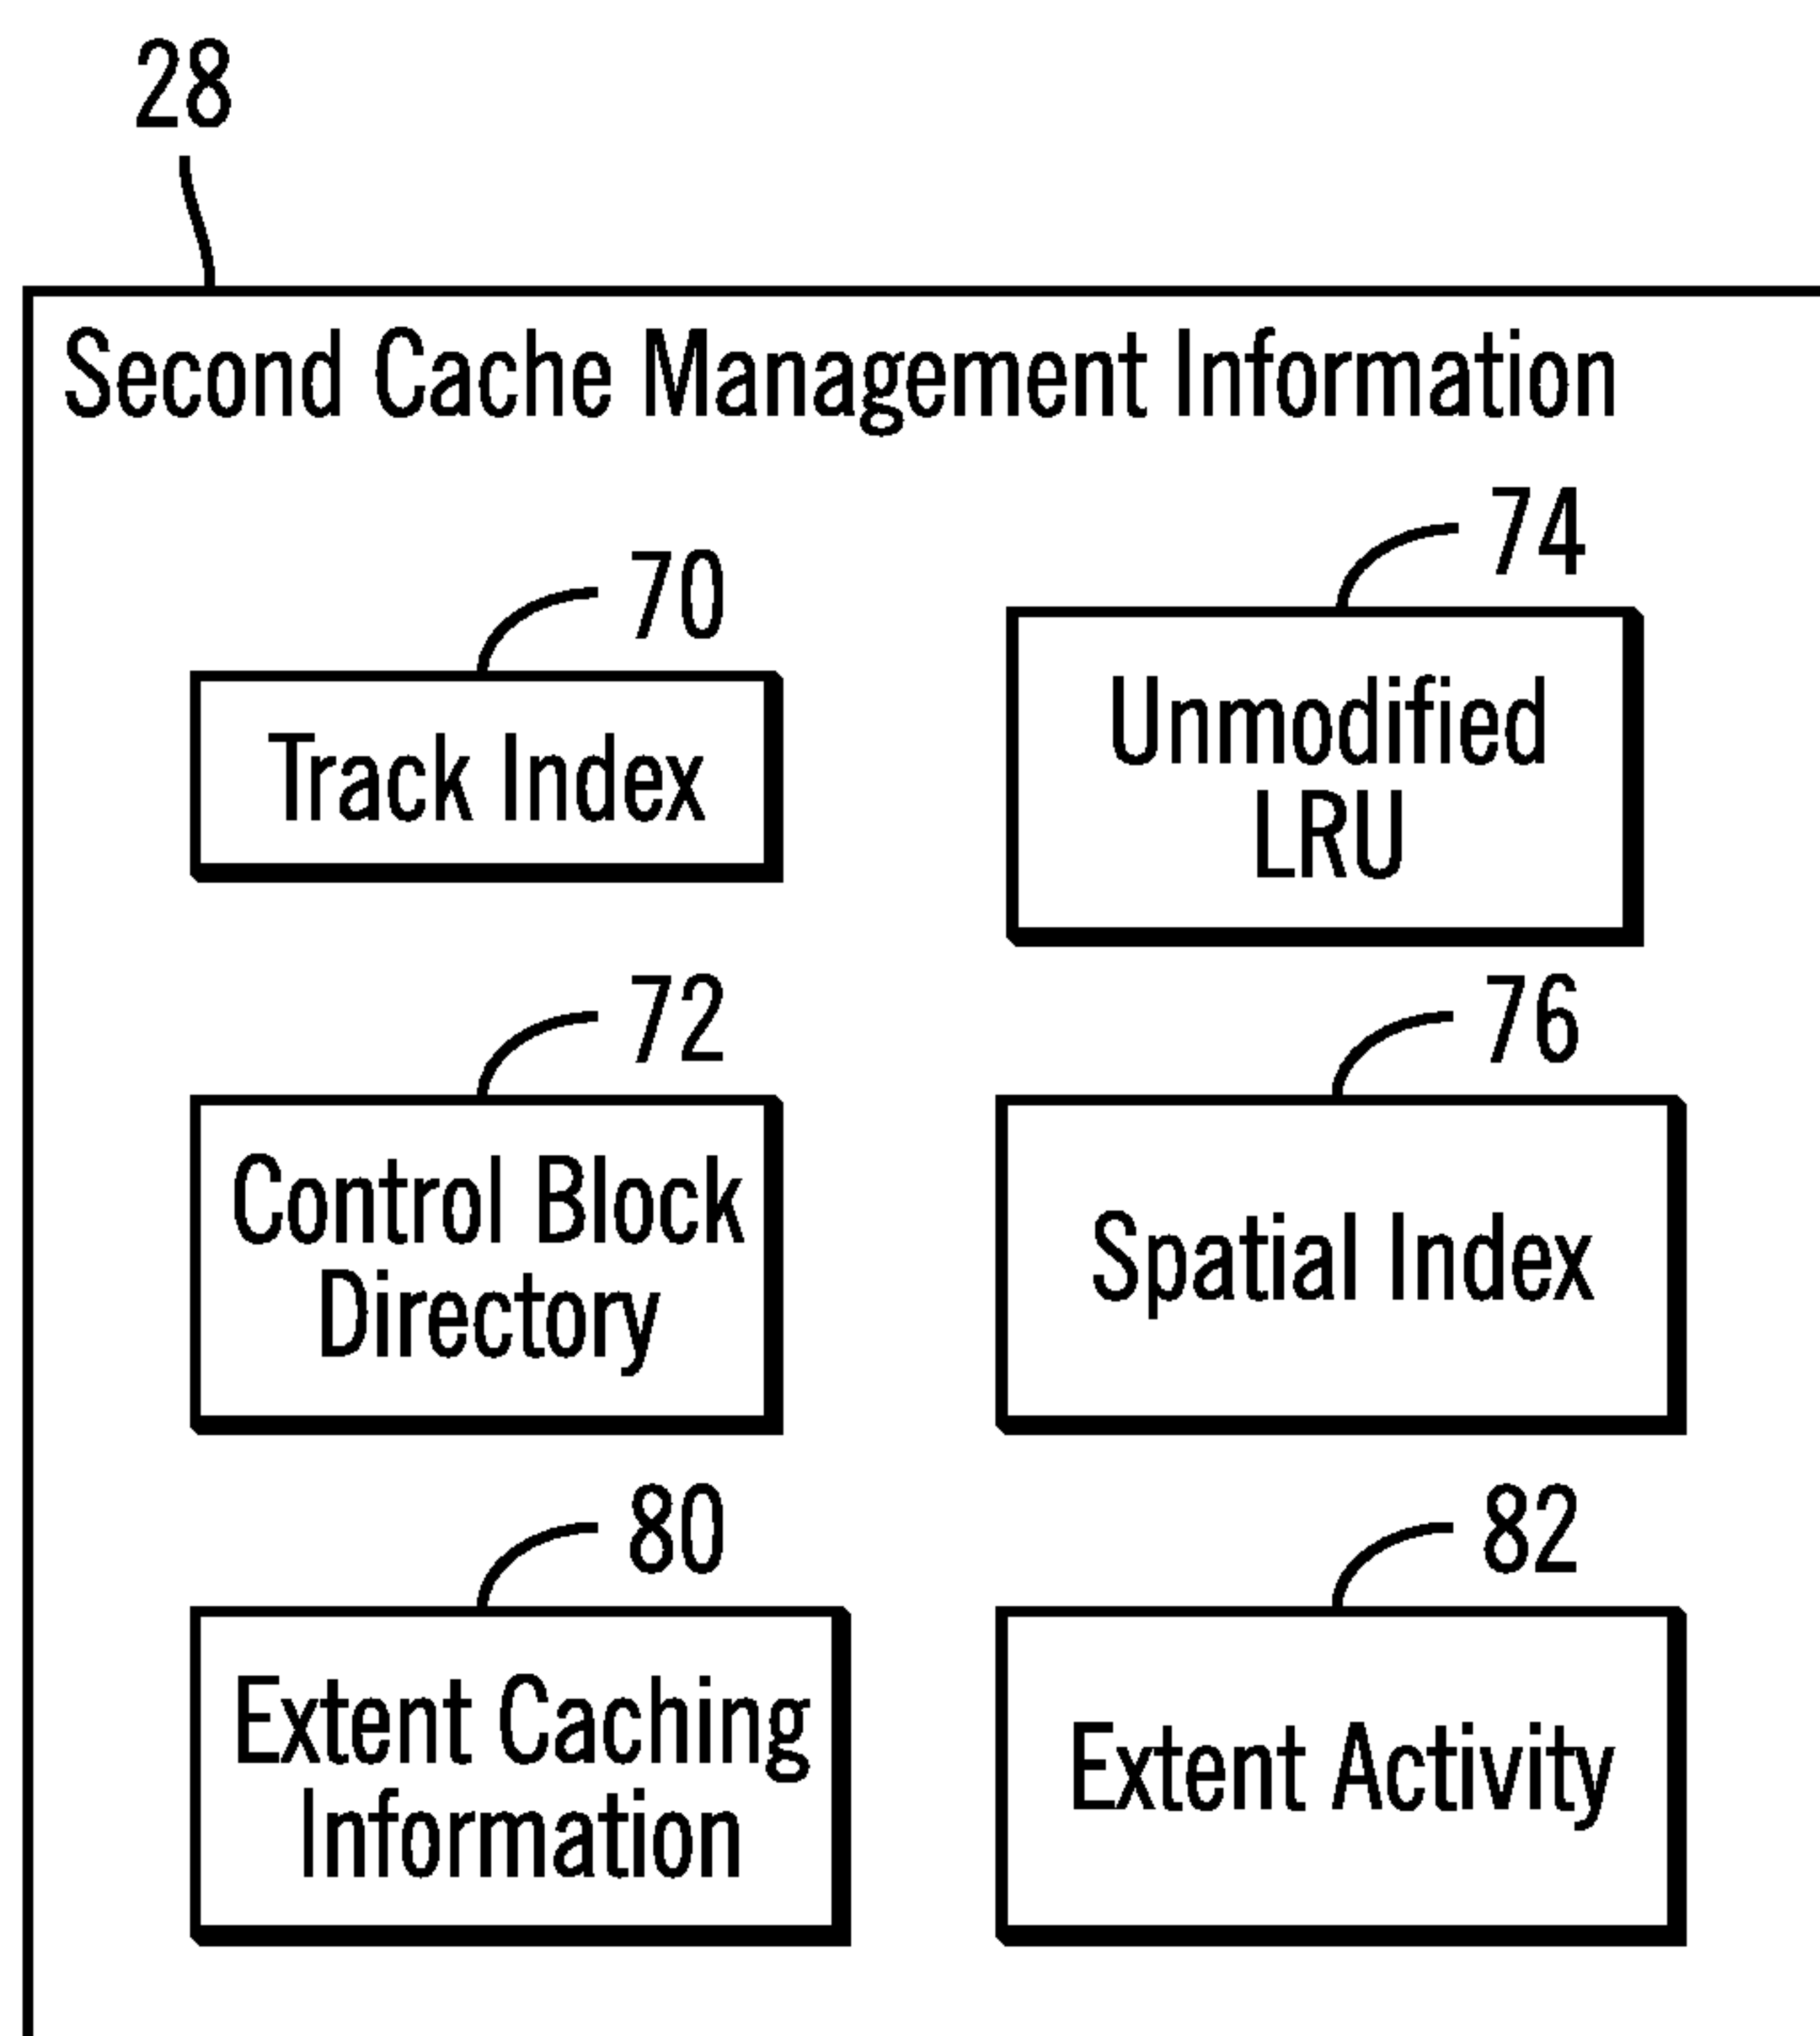 28
Second Cache Management Information
70
Track Index
74
Unmodified
LRU
72
Control Block
Directory
76
Spatial Index
80
Extent Caching
Information
82
Extent Activity